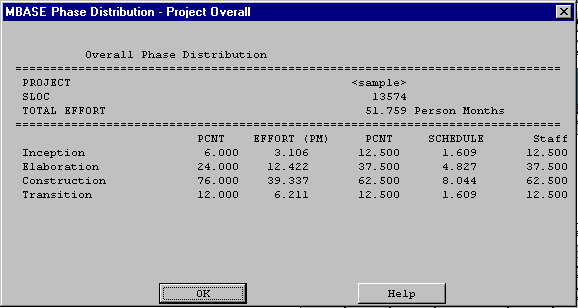 MBASE Phase Distribution - Project Overall
Overall Phase Distribution
PROJECT <sample>
SLOC 13574
TOTAL EFFORT 51.759 Person Months
PCNT EFFORT (PM) PCNT SCHEDULE Staff
Inception 6.000 3.106 12.500 1.609 12.500
Elaboration 24.000 12.422 37.500 4.827 37.500
Construction 76.000 39.337 62.500 8.044 62.500
Transition 12.000 6.211 12.500 1.609 12.500
OK Help